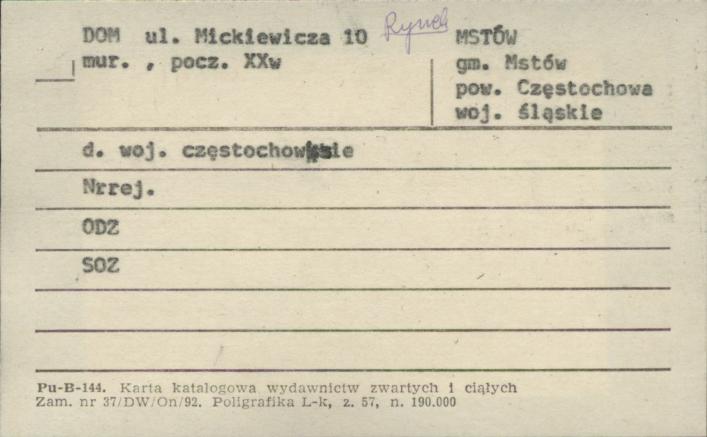 DOM ul. Mickiewicza 10 Rynek
mur. , pocz. XXw
MSTÓW
gm. Mstów
pow. Częstochowa
woj. śląskie
d. woj. częstochowskie
Nrrej.
ODZ
SOZ
Pu-B-144. Karta katalogowa wydawnictw zwartych i ciąłych
Zam. nr 37/DW/On/92. Poligrafika L-k, z. 57, n. 190.000